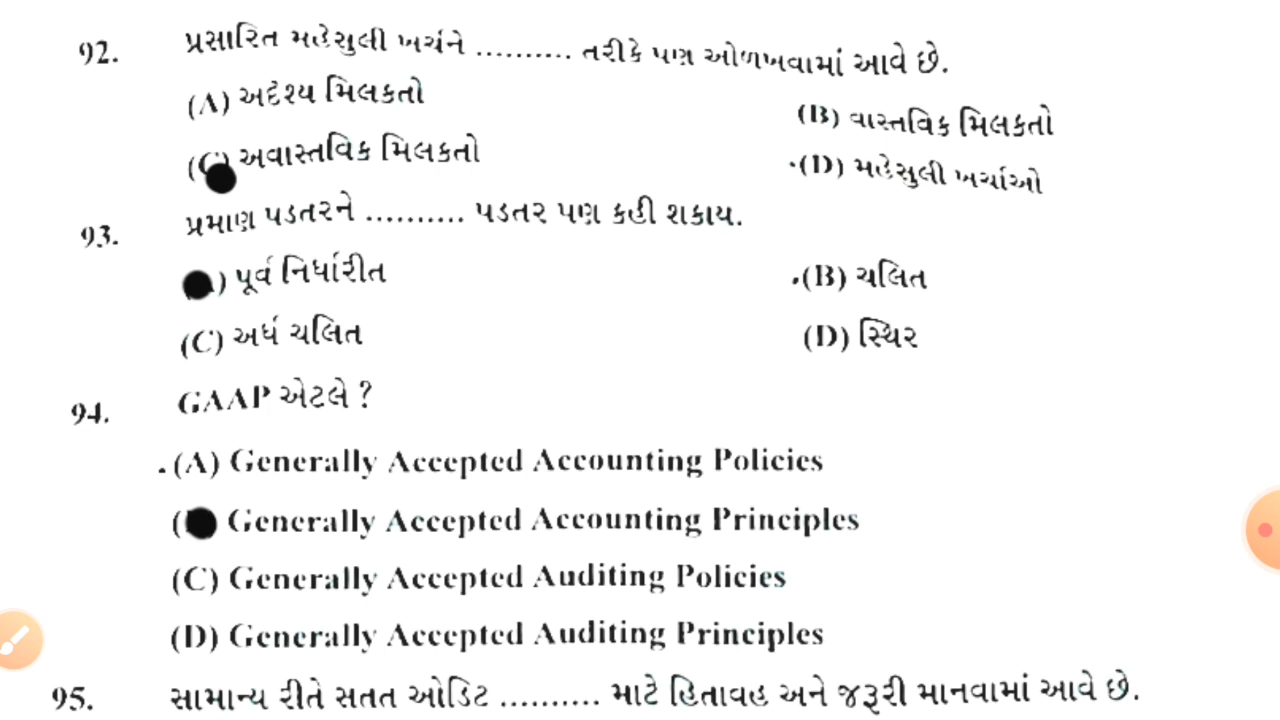 92. પ્રસારિત મહેસુલી ખર્ચને .......... તરીકે પણ ઓળખવામાં આવે છે.
(A) અદૃશ્ય મિલકતો
(B) વાસ્તવિક મિલકતો
(C) અવાસ્તવિક મિલકતો
(D) મહેસુલી ખર્ચાઓ
93. પ્રમાણ પડતરને .......... પડતર પણ કહી શકાય.
) પૂર્વ નિર્ધારીત
(B) ચલિત
(C) અર્ધ ચલિત
(D) સ્થિર
94. GAAP એટલે ?
(A) Generally Accepted Accounting Policies
( Generally Accepted Accounting Principles
(C) Generally Accepted Auditing Policies
(D) Generally Accepted Auditing Principles
95. સામાન્ય રીતે સતત ઓડિટ .......... માટે હિતાવહ અને જરૂરી માનવામાં આવે છે.